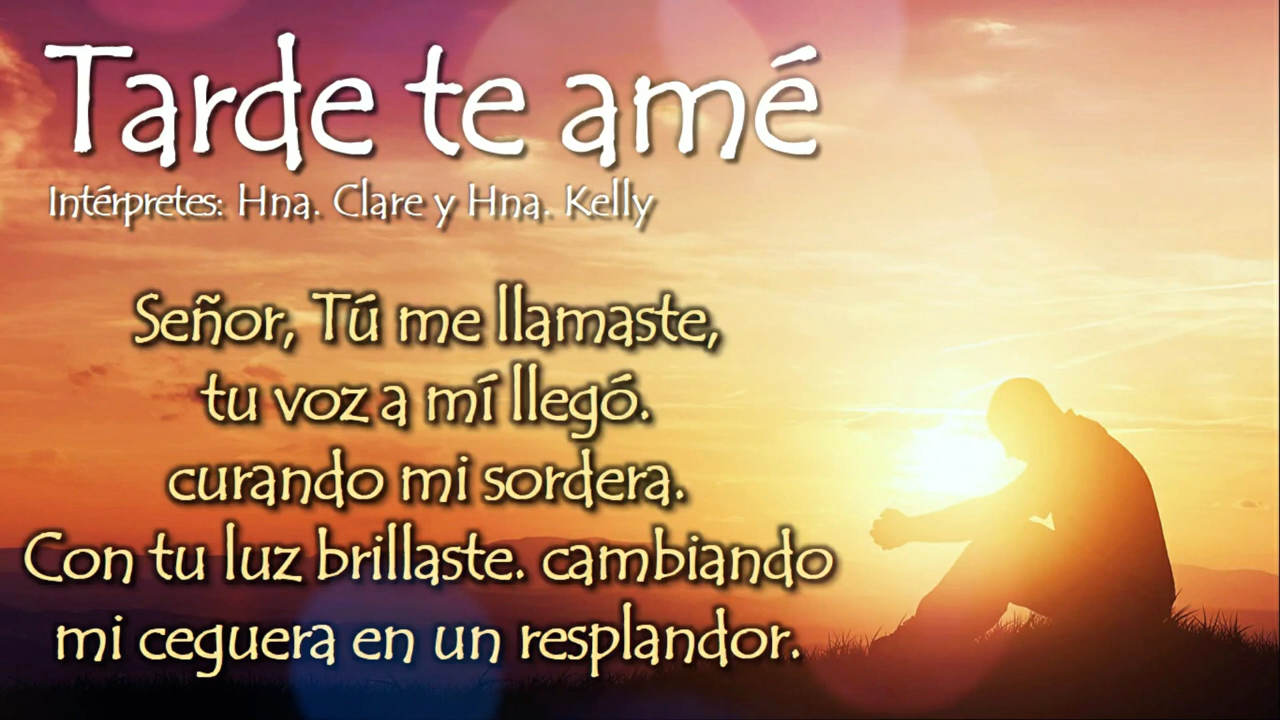 Tarde te amé
Intérpretes: Hna. Clare y Hna. Kelly
Señor, Tú me llamaste,
tu voz a mí llegó.
curando mi sordera.
Con tu luz brillaste. cambiando
mi ceguera en un resplandor.